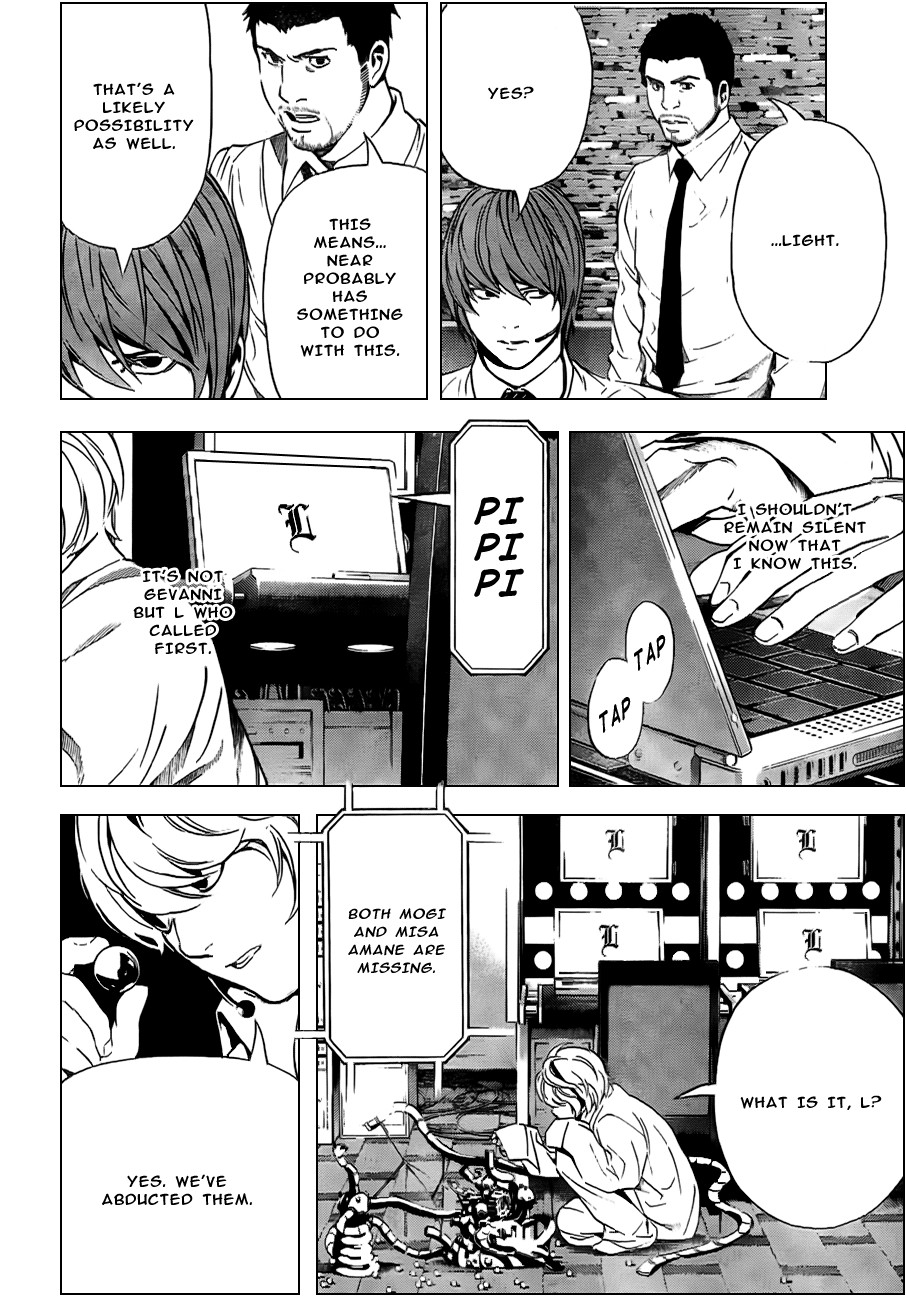 ...LIGHT.
YES?
THIS
MEANS...
NEAR
PROBABLY
HAS
SOMETHING
TO DO
WITH THIS.
THAT'S A
LIKELY
POSSIBILITY
AS WELL.
I SHOULDN'T
REMAIN SILENT
NOW THAT
I KNOW THIS.
TAP
TAP
PI
PI
PI
L
IT'S NOT
GEVANNI
BUT L WHO
CALLED
FIRST.
L
L
L
L
WHAT IS IT, L?
BOTH MOGI
AND MISA
AMANE ARE
MISSING.
YES. WE'VE
ABDUCTED THEM.